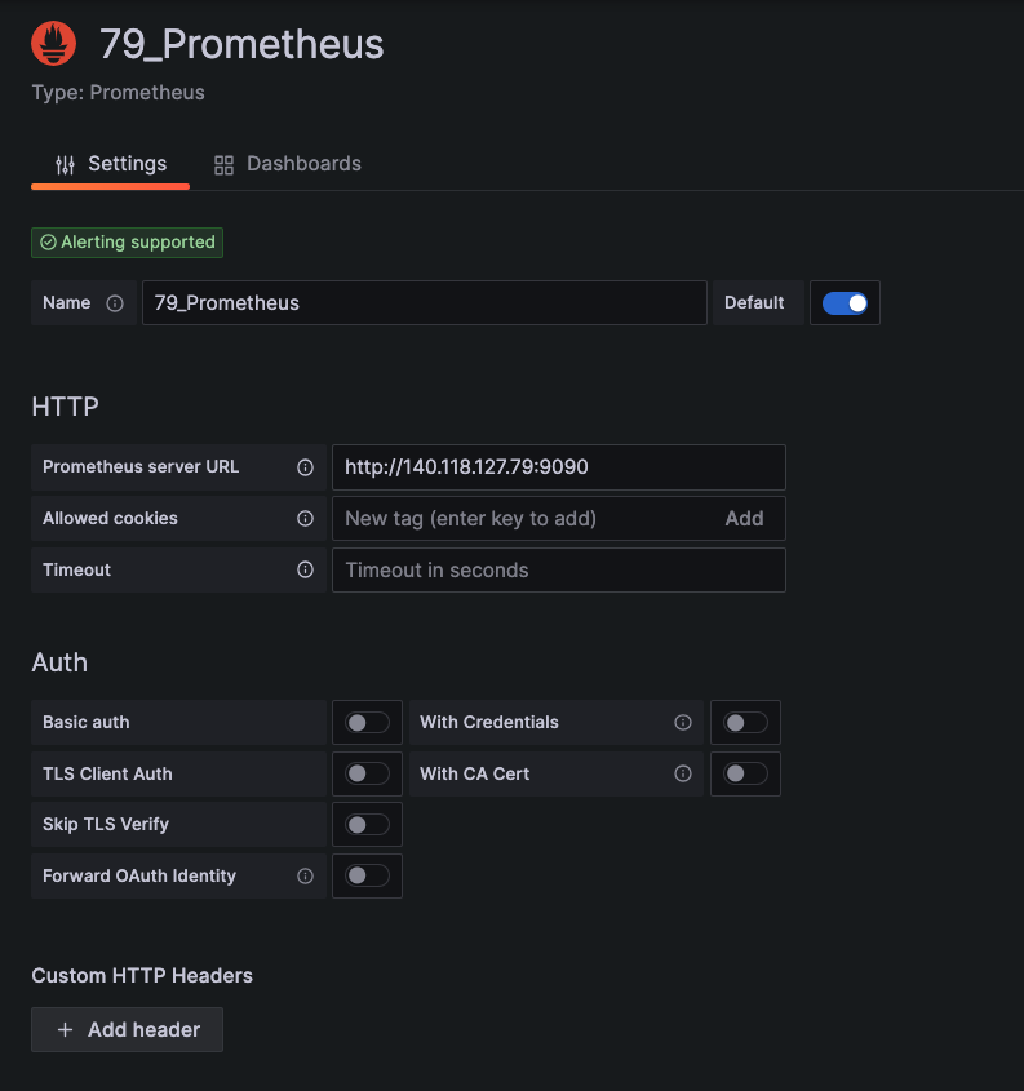 79_Prometheus
Type: Prometheus
Settings Dashboards
Alerting supported
Name 79_Prometheus Default
HTTP
Prometheus server URL http://140.118.127.79:9090
Allowed cookies New tag (enter key to add) Add
Timeout Timeout in seconds
Auth
Basic auth With Credentials
TLS Client Auth With CA Cert
Skip TLS Verify
Forward OAuth Identity
Custom HTTP Headers
+ Add header